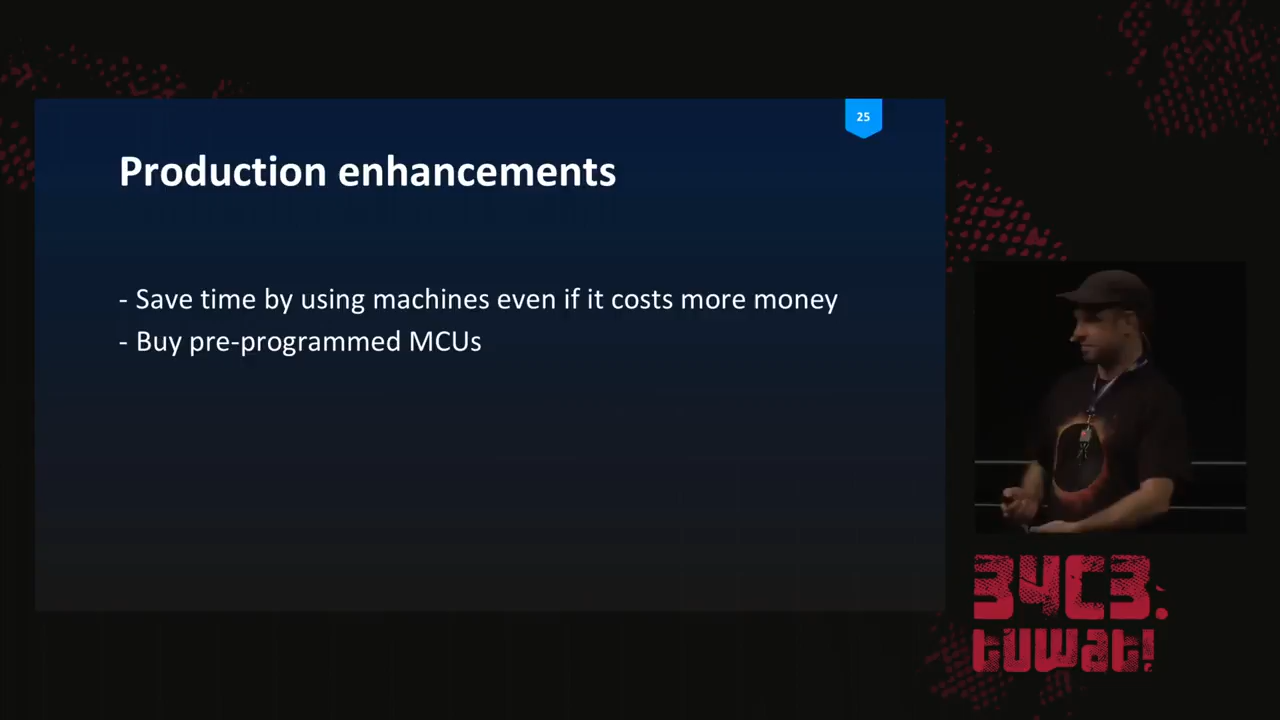 25
Production enhancements
- Save time by using machines even if it costs more money
- Buy pre-programmed MCUs
34C3.
tuwat!